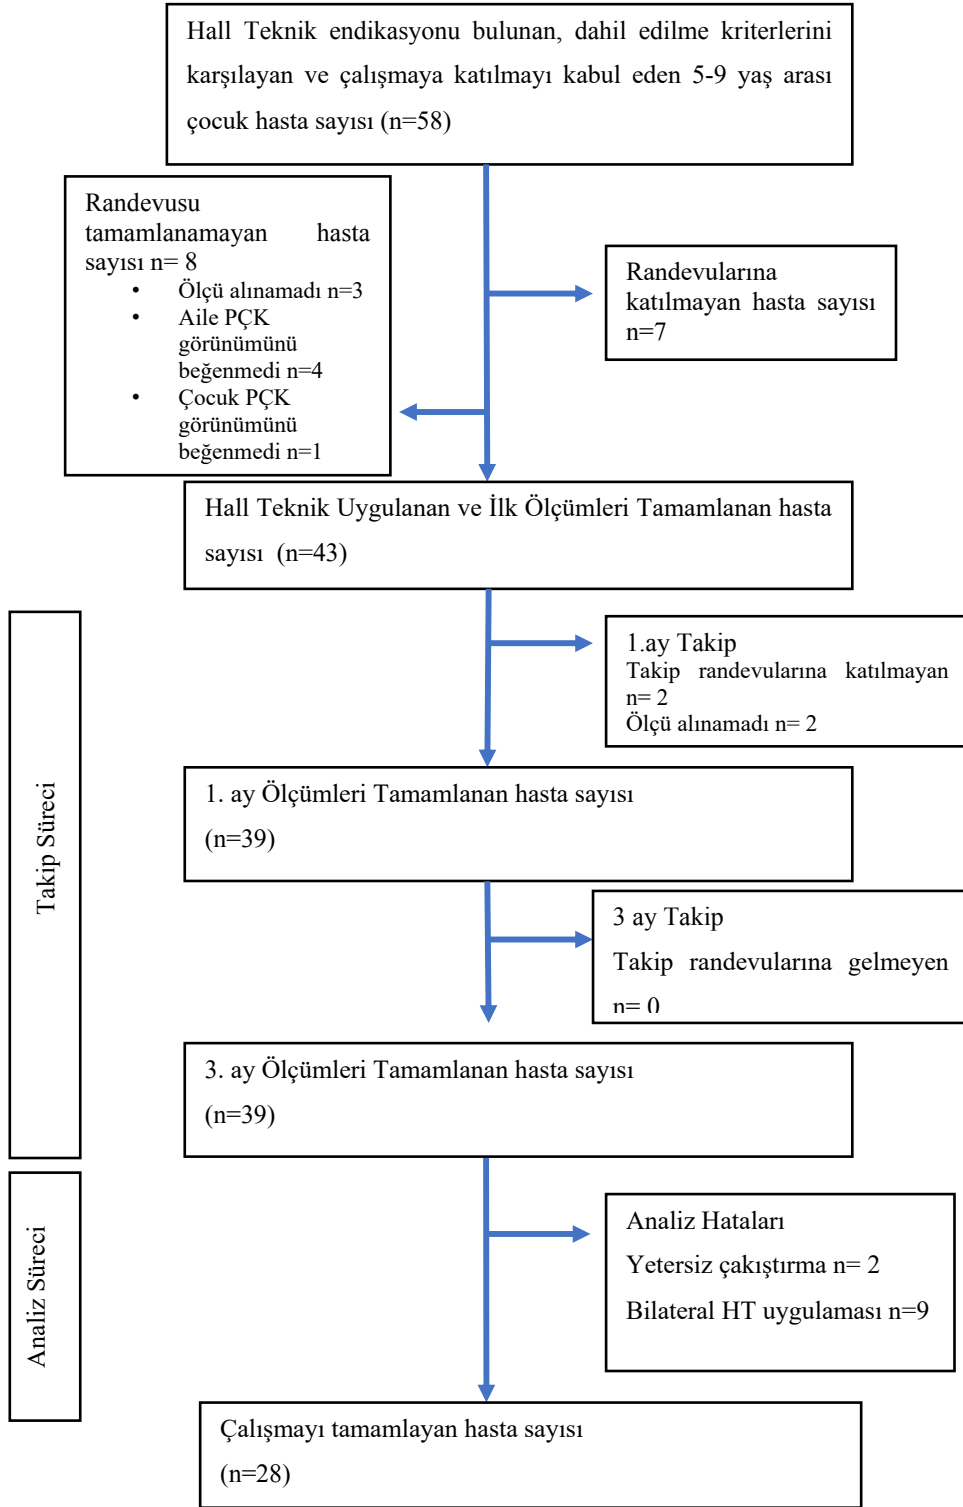 Hall Teknik endikasyonu bulunan, dahil edilme kriterlerini
karşılayan ve çalışmaya katılmayı kabul eden 5-9 yaş arası
çocuk hasta sayısı (n=58)
Randevusu
tamamlanamayan hasta
sayısı n= 8
• Ölçü alınamadı n=3
• Aile PÇK
görünümünü
beğenmedi n=4
• Çocuk PÇK
görünümünü
beğenmedi n=1
Randevularına
katılmayan hasta sayısı
n=7
Hall Teknik Uygulanan ve İlk Ölçümleri Tamamlanan hasta
sayısı (n=43)
Takip Süreci
1.ay Takip
Takip randevularına katılmayan
n= 2
Ölçü alınamadı n= 2
1. ay Ölçümleri Tamamlanan hasta sayısı
(n=39)
3 ay Takip
Takip randevularına gelmeyen
n= 0
3. ay Ölçümleri Tamamlanan hasta sayısı
(n=39)
Analiz Süreci
Analiz Hataları
Yetersiz çakıştırma n= 2
Bilateral HT uygulaması n=9
Çalışmayı tamamlayan hasta sayısı
(n=28)